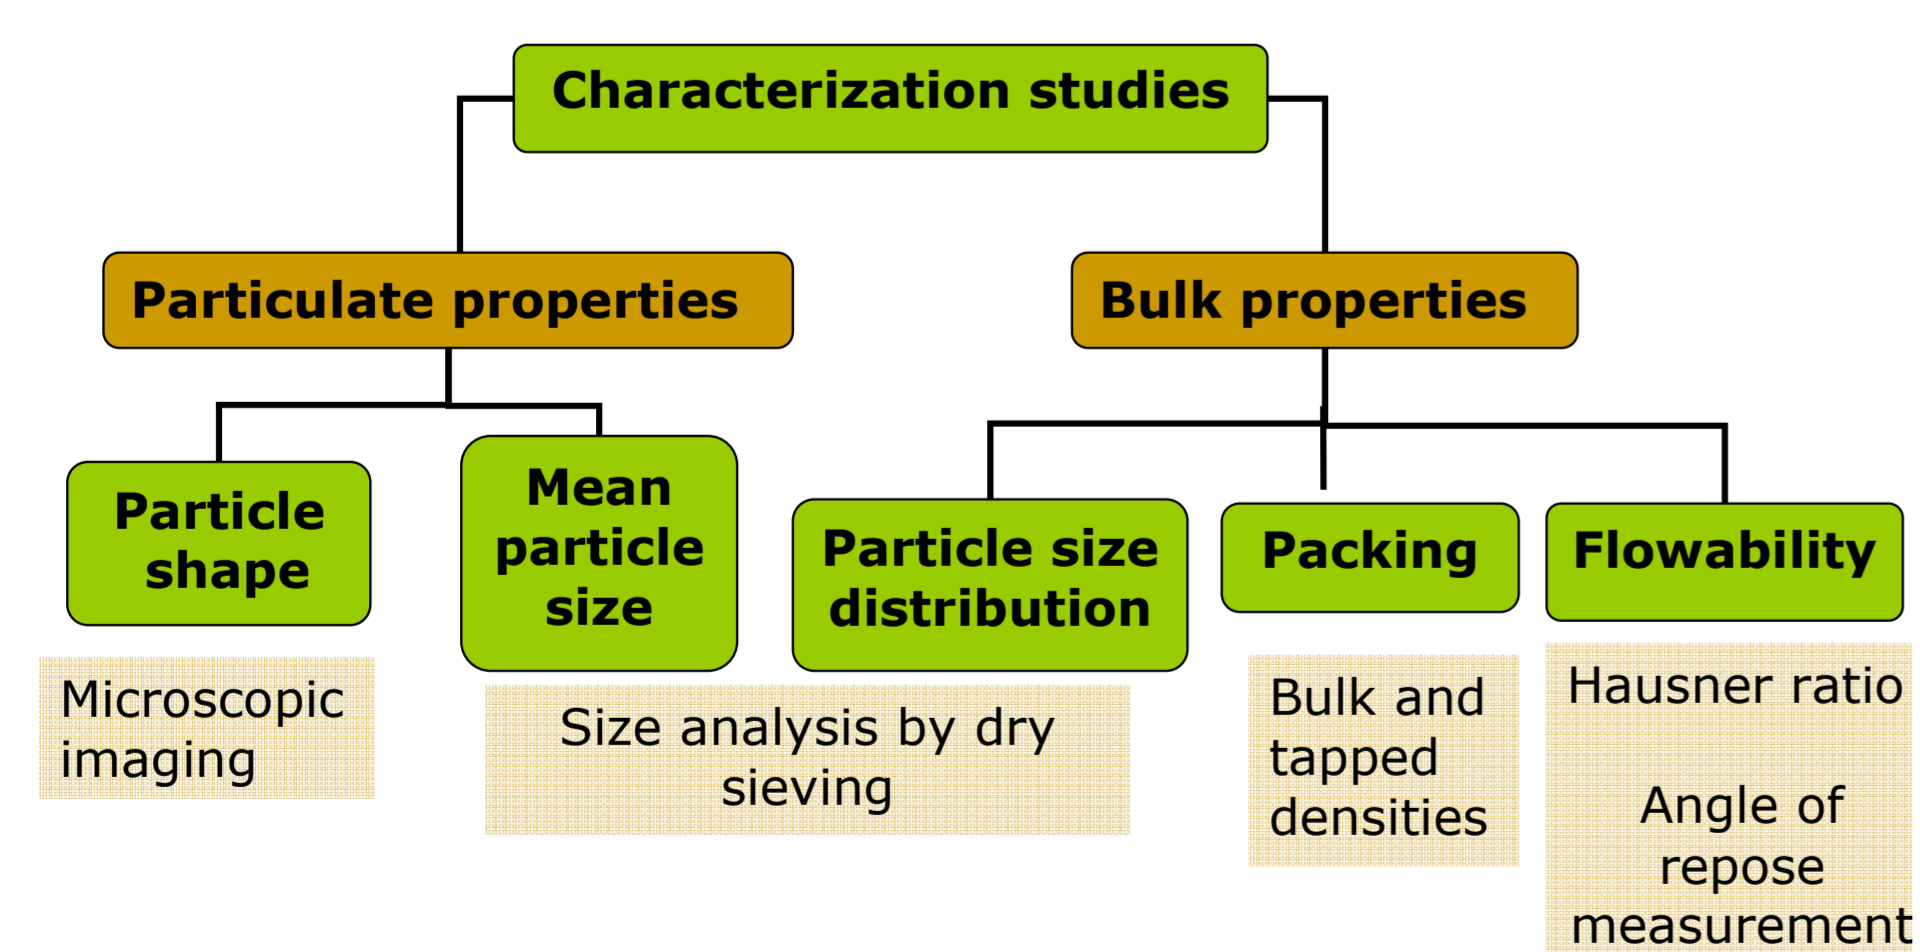 Characterization studies
Particulate properties
Bulk properties
Particle
shape
Mean
particle
size
Particle size
distribution
Packing
Flowability
Microscopic
imaging
Size analysis by dry
sieving
Bulk and
tapped
densities
Hausner ratio
Angle of
repose
measurement